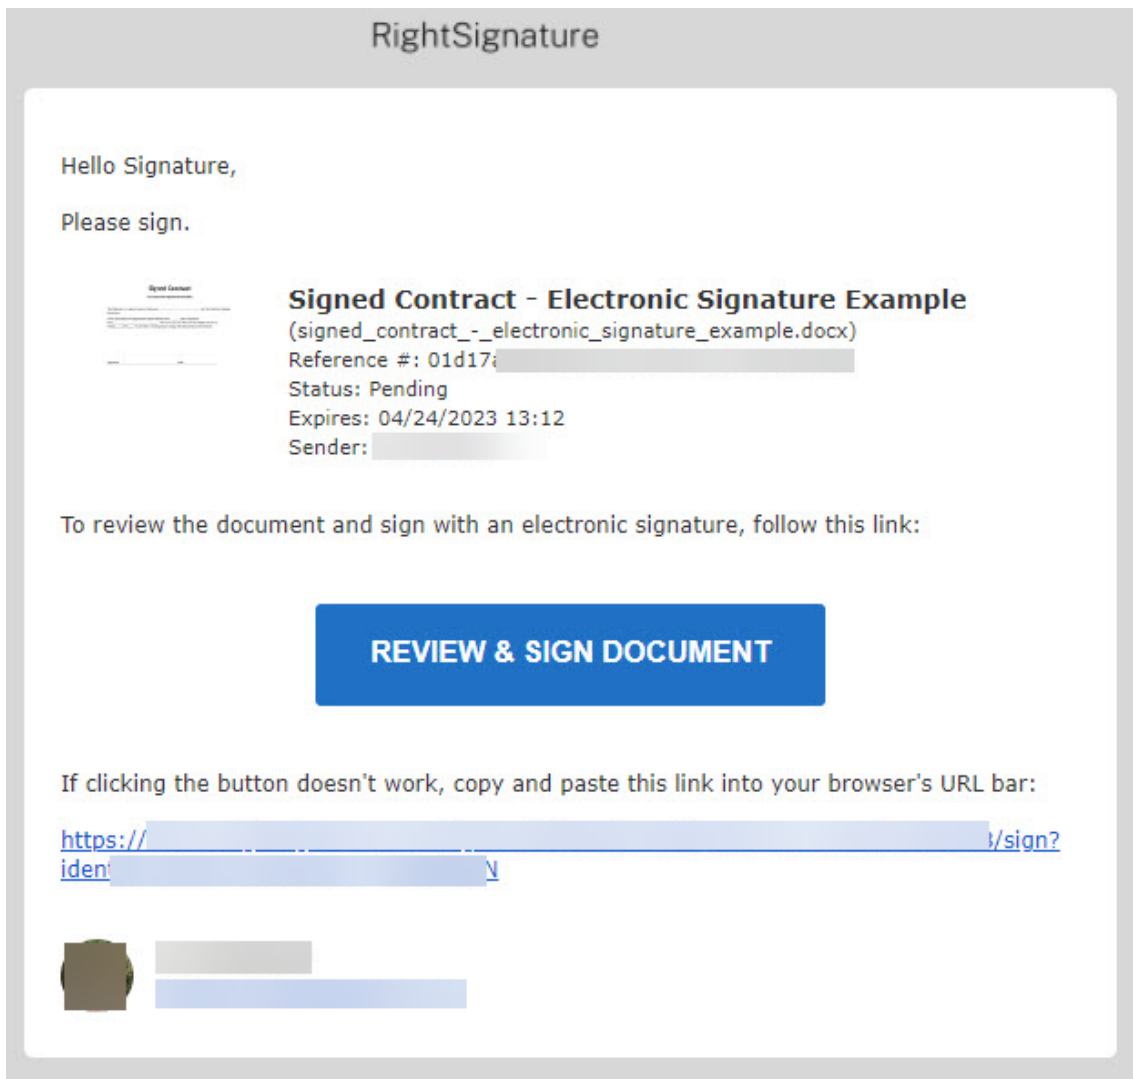 RightSignature
Hello Signature,
Please sign.
Signed Contract
Signed Contract - Electronic Signature Example
(signed_contract_-_electronic_signature_example.docx)
Reference #: 01d17
Status: Pending
Expires: 04/24/2023 13:12
Sender:
To review the document and sign with an electronic signature, follow this link:
REVIEW & SIGN DOCUMENT
If clicking the button doesn't work, copy and paste this link into your browser's URL bar:
https:// /sign?
iden N